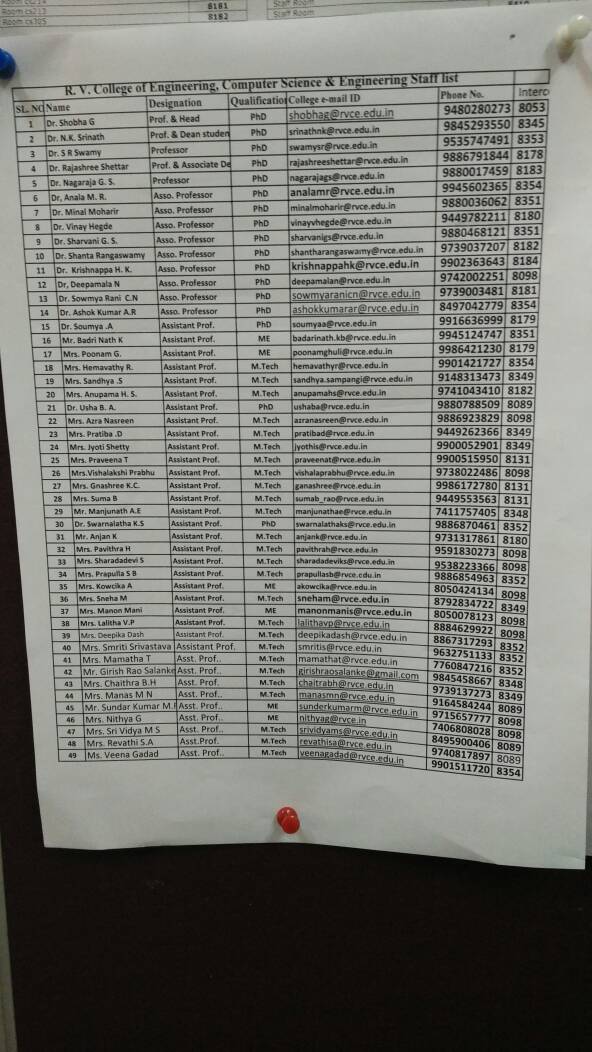 Room cs214
Room cs213 8181 Staff Room
Room cs305 8182 Staff Room
R. V. College of Engineering, Computer Science & Engineering Staff list
SL. NO Name Designation Qualification College e-mail ID Phone No. Interc
1 Dr. Shobha G Prof. & Head PhD shobhag@rvce.edu.in 9480280273 8053
2 Dr. N.K. Srinath Prof. & Dean studen PhD srinathnk@rvce.edu.in 9845293550 8345
3 Dr. S R Swamy Professor PhD swamysr@rvce.edu.in 9535747491 8353
4 Dr. Rajashree Shettar Prof. & Associate De PhD rajashreeshettar@rvce.edu.in 9886791844 8178
5 Dr. Nagaraja G. S. Professor PhD nagarajags@rvce.edu.in 9880017459 8183
6 Dr, Anala M. R. Asso. Professor PhD analamr@rvce.edu.in 9945602365 8354
7 Dr. Minal Moharir Asso. Professor PhD minalmoharir@rvce.edu.in 9880036062 8351
8 Dr. Vinay Hegde Asso. Professor PhD vinayvhegde@rvce.edu.in 9449782211 8180
9 Dr. Sharvani G. S. Asso. Professor PhD sharvanigs@rvce.edu.in 9880468121 8351
10 Dr. Shanta Rangaswamy Asso. Professor PhD shantharangaswamy@rvce.edu.in 9739037207 8182
11 Dr. Krishnappa H. K. Asso. Professor PhD krishnappahk@rvce.edu.in 9902363643 8184
12 Dr, Deepamala N Asso. Professor PhD deepamalan@rvce.edu.in 9742002251 8098
13 Dr. Sowmya Rani C.N Asso. Professor PhD sowmyaranicn@rvce.edu.in 9739003481 8181
14 Dr. Ashok Kumar A.R Asso. Professor PhD ashokkumarar@rvce.edu.in 8497042779 8354
15 Dr. Soumya .A Assistant Prof. PhD soumyaa@rvce.edu.in 9916636999 8179
16 Mr. Badri Nath K Assistant Prof. ME badarinath.kb@rvce.edu.in 9945124747 8351
17 Mrs. Poonam G. Assistant Prof. ME poonamghuli@rvce.edu.in 9986421230 8179
18 Mrs. Hemavathy R. Assistant Prof. M.Tech hemavathyr@rvce.edu.in 9901421727 8354
19 Mrs. Sandhya .S Assistant Prof. M.Tech sandhya.sampangi@rvce.edu.in 9148313473 8349
20 Mrs. Anupama H. S. Assistant Prof. M.Tech anupamahs@rvce.edu.in 9741043410 8182
21 Dr. Usha B. A. Assistant Prof. PhD ushaba@rvce.edu.in 9880788509 8089
22 Mrs. Azra Nasreen Assistant Prof. M.Tech azranasreen@rvce.edu.in 9886923829 8098
23 Mrs. Pratiba .D Assistant Prof. M.Tech pratibad@rvce.edu.in 9449262366 8349
24 Mrs. Jyoti Shetty Assistant Prof. M.Tech jyothis@rvce.edu.in 9900052901 8349
25 Mrs. Praveena T Assistant Prof. M.Tech praveenat@rvce.edu.in 9900515950 8131
26 Mrs.Vishalakshi Prabhu Assistant Prof. M.Tech vishalaprabhu@rvce.edu.in 9738022486 8098
27 Mrs. Gnashree K.C. Assistant Prof. M.Tech ganashree@rvce.edu.in 9986172780 8131
28 Mrs. Suma B Assistant Prof. M.Tech sumab_rao@rvce.edu.in 9449553563 8131
29 Mr. Manjunath A.E Assistant Prof. M.Tech manjunathae@rvce.edu.in 7411757405 8348
30 Dr. Swarnalatha K.S Assistant Prof. PhD swarnalathaks@rvce.edu.in 9886870461 8352
31 Mr. Anjan K Assistant Prof. M.Tech anjank@rvce.edu.in 9731317861 8180
32 Mrs. Pavithra H Assistant Prof. M.Tech pavithrah@rvce.edu.in 9591830273 8098
33 Mrs. Sharadadevi S Assistant Prof. M.Tech sharadadeviks@rvce.edu.in 9538223366 8098
34 Mrs. Prapulla S B Assistant Prof. M.Tech prapullasb@rvce.edu.in 9886854963 8352
35 Mrs. Kowcika A Assistant Prof. ME akowcika@rvce.edu.in 8050424134 8098
36 Mrs. Sneha M Assistant Prof. M.Tech sneham@rvce.edu.in 8792834722 8098
37 Mrs. Manon Mani Assistant Prof. ME manonmanis@rvce.edu.in 8050078123 8349
38 Mrs. Lalitha V.P Assistant Prof. M.Tech lalithavp@rvce.edu.in 8884629922 8098
39 Mrs. Deepika Dash Assistant Prof. M.Tech deepikadash@rvce.edu.in 8867317293 8098
40 Mrs. Smriti Srivastava Assistant Prof. M.Tech smritis@rvce.edu.in 9632751133 8352
41 Mrs. Mamatha T Asst. Prof.. M.Tech mamathat@rvce.edu.in 7760847216 8352
42 Mr. Girish Rao Salanke Asst. Prof.. M.Tech girishraosalanke@gmail.com 9845458667 8352
43 Mrs. Chaithra B.H Asst. Prof.. M.Tech chaitrabh@rvce.edu.in 9739137273 8348
44 Mrs. Manas M N Asst. Prof.. M.Tech manasmn@rvce.edu.in 9164584244 8349
45 Mr. Sundar Kumar M. Asst. Prof.. ME sunderkumarm@rvce.edu.in 9715657777 8089
46 Mrs. Nithya G Asst. Prof.. ME nithyag@rvce.in 7406808028 8098
47 Mrs. Sri Vidya M S Asst. Prof.. M.Tech srividyams@rvce.edu.in 8495900406 8098
48 Mrs. Revathi S.A Asst.Prof.. M.Tech revathisa@rvce.edu.in 9740817897 8089
49 Ms. Veena Gadad Asst. Prof.. M.Tech veenagadad@rvce.edu.in 9901511720 8354